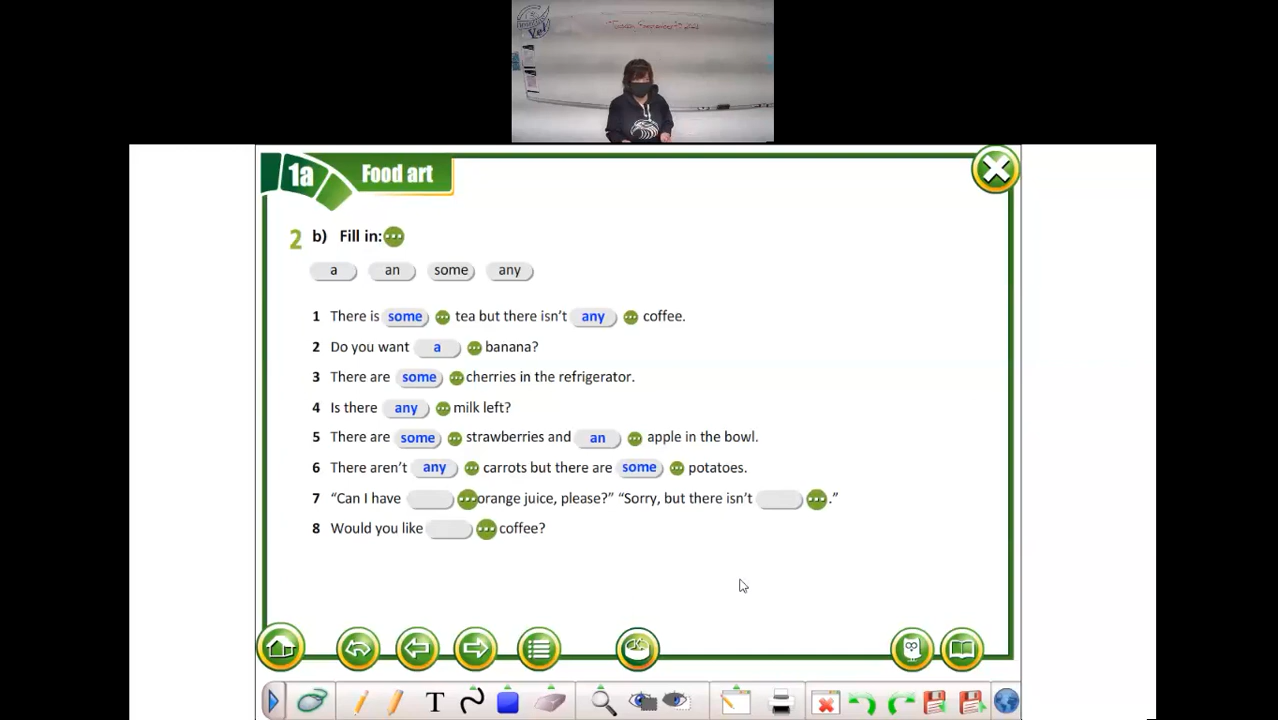 1a Food art
2 b) Fill in:
a an some any
1 There is some tea but there isn't any coffee.
2 Do you want a banana?
3 There are some cherries in the refrigerator.
4 Is there any milk left?
5 There are some strawberries and an apple in the bowl.
6 There aren't any carrots but there are some potatoes.
7 “Can I have orange juice, please?” “Sorry, but there isn't .”
8 Would you like coffee?
T